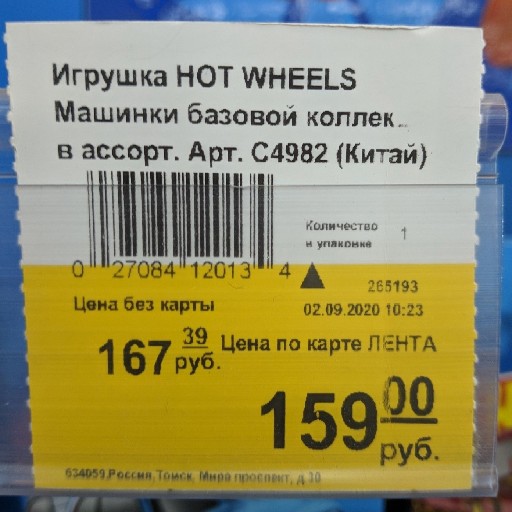 Игрушка HOT WHEELS
Машинки базовой коллек..
в ассорт. Арт. C4982 (Китай)
Количество
в упаковке 1
0 27084 12013 4
265193
Цена без карты 02.09.2020 10:23
167 39 руб. Цена по карте ЛЕНТА
159 00 руб.
634059,Россия,Томск, Мира проспект, д.30